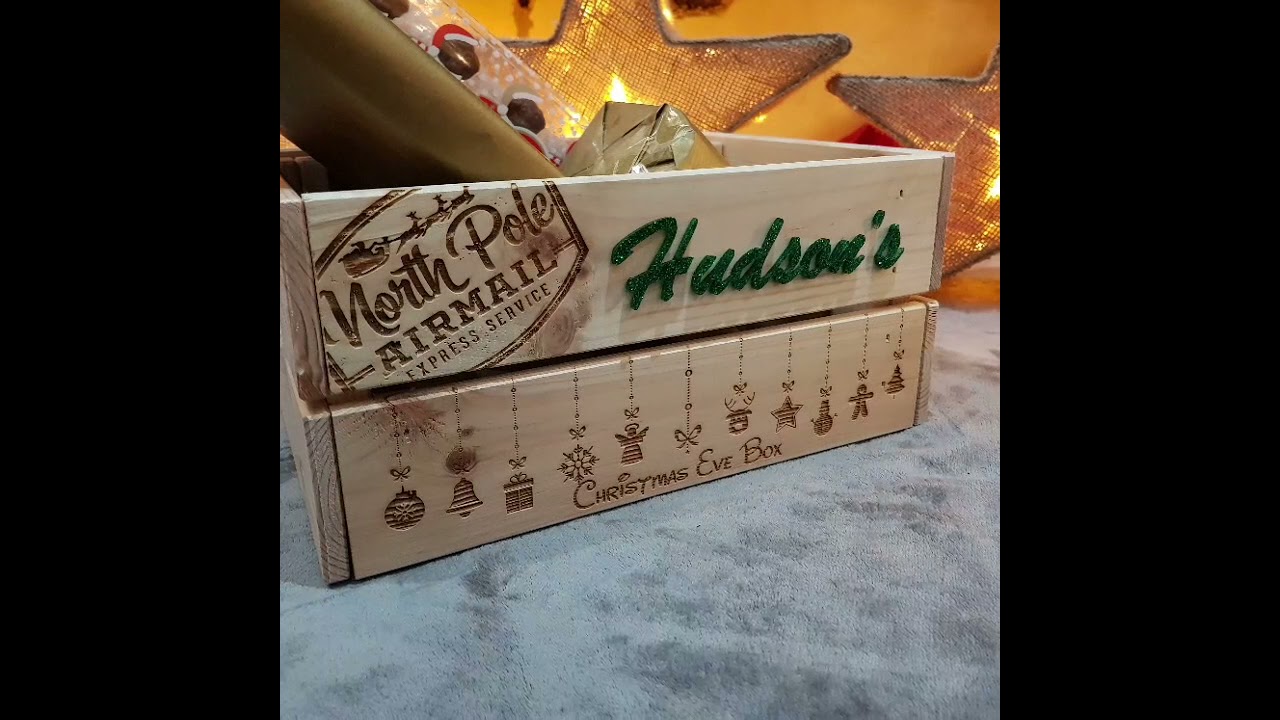 North Pole
AIRMAIL
EXPRESS SERVICE
Hudson's
Christmas Eve Box